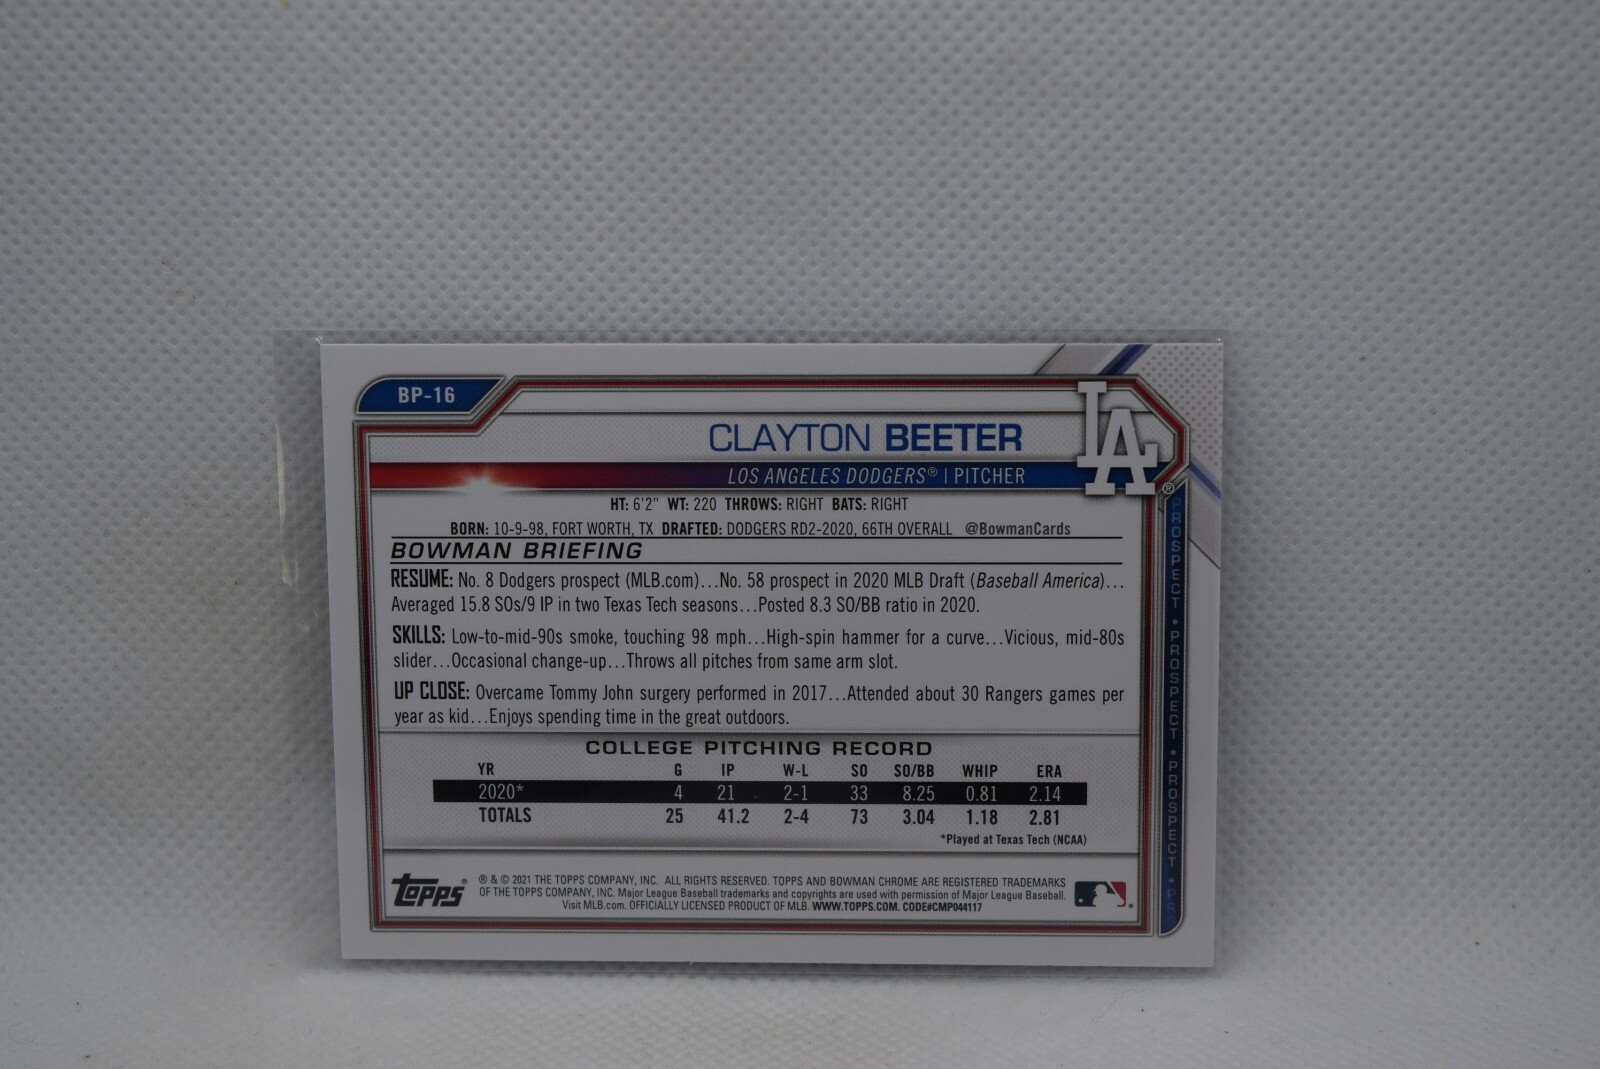 BP-16
CLAYTON BEETER
LA
LOS ANGELES DODGERS® | PITCHER
®
HT: 6'2" WT: 220 THROWS: RIGHT BATS: RIGHT
BORN: 10-9-98, FORT WORTH, TX DRAFTED: DODGERS RD2-2020, 66TH OVERALL @BowmanCards
BOWMAN BRIEFING
RESUME: No. 8 Dodgers prospect (MLB.com)...No. 58 prospect in 2020 MLB Draft (Baseball America)...
Averaged 15.8 SOs/9 IP in two Texas Tech seasons...Posted 8.3 SO/BB ratio in 2020.
SKILLS: Low-to-mid-90s smoke, touching 98 mph...High-spin hammer for a curve...Vicious, mid-80s
slider...Occasional change-up...Throws all pitches from same arm slot.
UP CLOSE: Overcame Tommy John surgery performed in 2017...Attended about 30 Rangers games per
year as kid...Enjoys spending time in the great outdoors.
COLLEGE PITCHING RECORD
YR G IP W-L SO SO/BB WHIP ERA
2020* 4 21 2-1 33 8.25 0.81 2.14
TOTALS 25 41.2 2-4 73 3.04 1.18 2.81
*Played at Texas Tech (NCAA)
PROSPECT • PROSPECT • PROSPECT • PR
topps®
® & © 2021 THE TOPPS COMPANY, INC. ALL RIGHTS RESERVED. TOPPS AND BOWMAN CHROME ARE REGISTERED TRADEMARKS
OF THE TOPPS COMPANY, INC. Major League Baseball trademarks and copyrights are used with permission of Major League Baseball.
Visit MLB.com. OFFICIALLY LICENSED PRODUCT OF MLB. WWW.TOPPS.COM. CODE#CMP044117